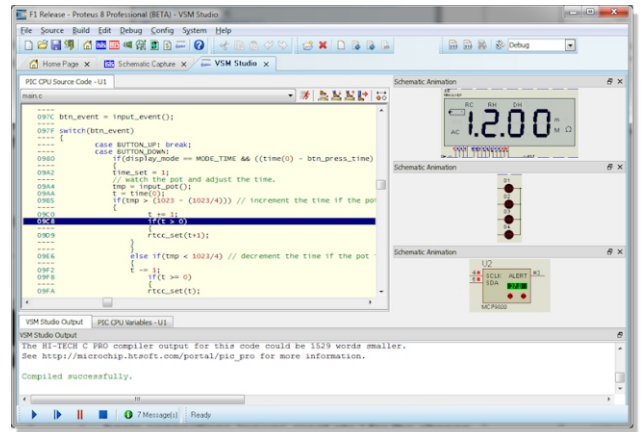 F1 Release - Proteus 8 Professional (BETA) - VSM Studio
File Source Build Edit Debug Config System Help
Debug
Home Page x Schematic Capture x VSM Studio x
PIC CPU Source Code - U1
main.c
----
097C btn_event = input_event();
----
097F switch(btn_event)
---- {
---- case BUTTON_UP: break;
---- case BUTTON_DOWN:
0980 if(display_mode == MODE_TIME && ((time(0) - btn_press_time)
---- {
09A2 time_set = 1;
---- // watch the pot and adjust the time.
09A4 tmp = input_pot();
09AA t = time(0);
09B5 if(tmp > (1023 - (1023/4))) // increment the time if the pot
---- {
09C0 t += 1;
09C8 if(t > 0)
---- {
09D9 rtcc_set(t+1);
---- }
---- }
09E6 else if(tmp < 1023/4) // decrement the time if the pot
---- {
09F2 t -= 1;
09F8 if(t >= 0)
---- {
09FA rtcc_set(t);
Schematic Animation
RC RH DH
AC 1.2.0.0 M Ω
Schematic Animation
D1
D2
D3
D4
Schematic Animation
U2
SCLK ALERT
SDA 27.0
VSM Studio Output PIC CPU Variables - U1
VSM Studio Output
The HI-TECH C PRO compiler output for this code could be 1529 words smaller.
See http://microchip.htsoft.com/portal/pic_pro for more information.
Compiled successfully.
7 Message(s) Ready